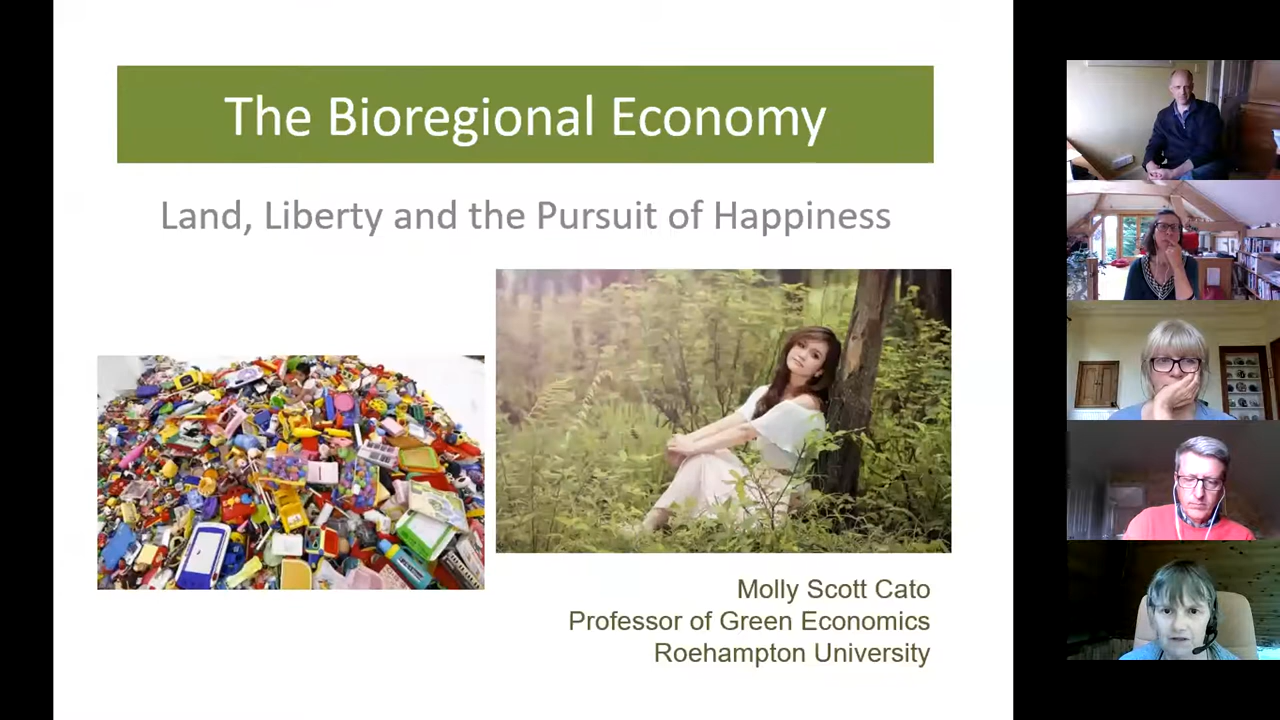 The Bioregional Economy
Land, Liberty and the Pursuit of Happiness
Molly Scott Cato
Professor of Green Economics
Roehampton University